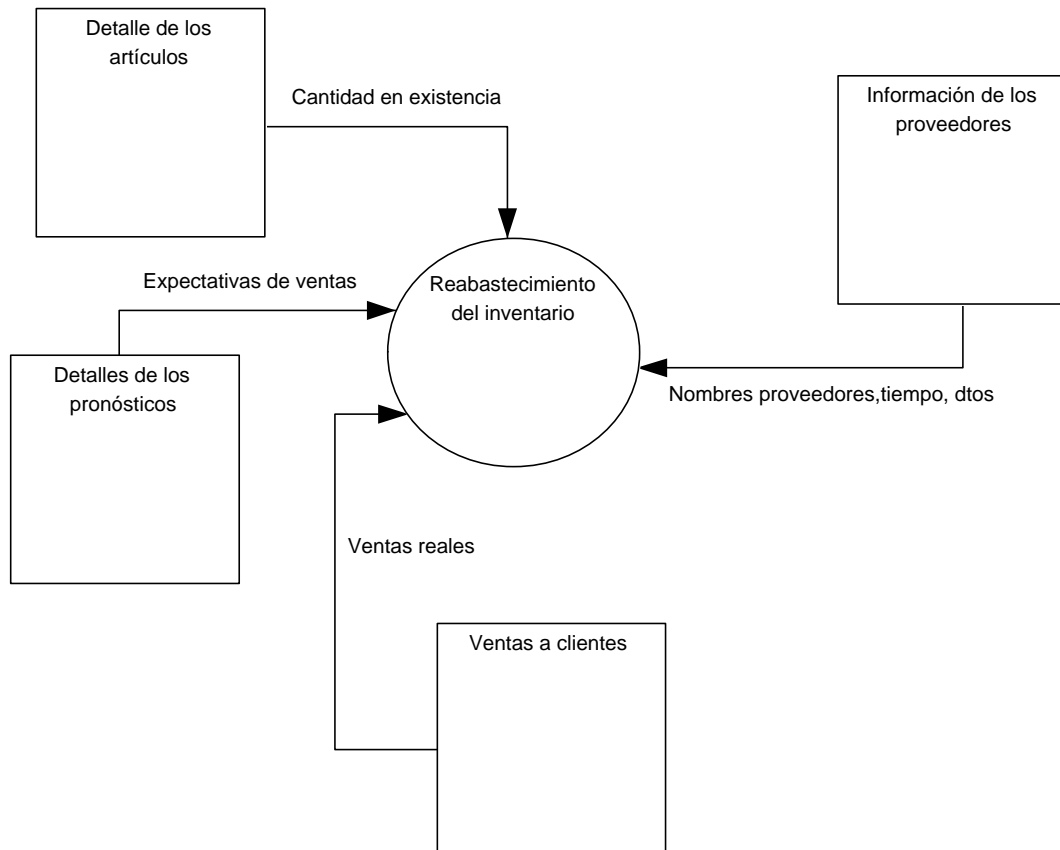 Detalle de los
artículos
Cantidad en existencia
Información de los
proveedores
Expectativas de ventas
Reabastecimiento
del inventario
Detalles de los
pronósticos
Nombres proveedores,tiempo, dtos
Ventas reales
Ventas a clientes